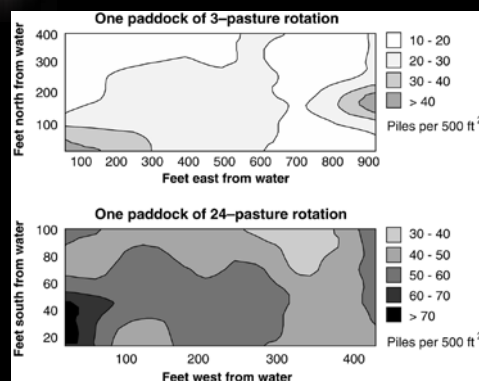 One paddock of 3–pasture rotation
Feet north from water
400
300
200
100
100 200 300 400 500 600 700 800 900
Feet east from water
10 - 20
20 - 30
30 - 40
> 40
Piles per 500 ft²
One paddock of 24–pasture rotation
Feet south from water
100
80
60
40
20
100 200 300 400
Feet west from water
30 - 40
40 - 50
50 - 60
60 - 70
> 70
Piles per 500 ft²